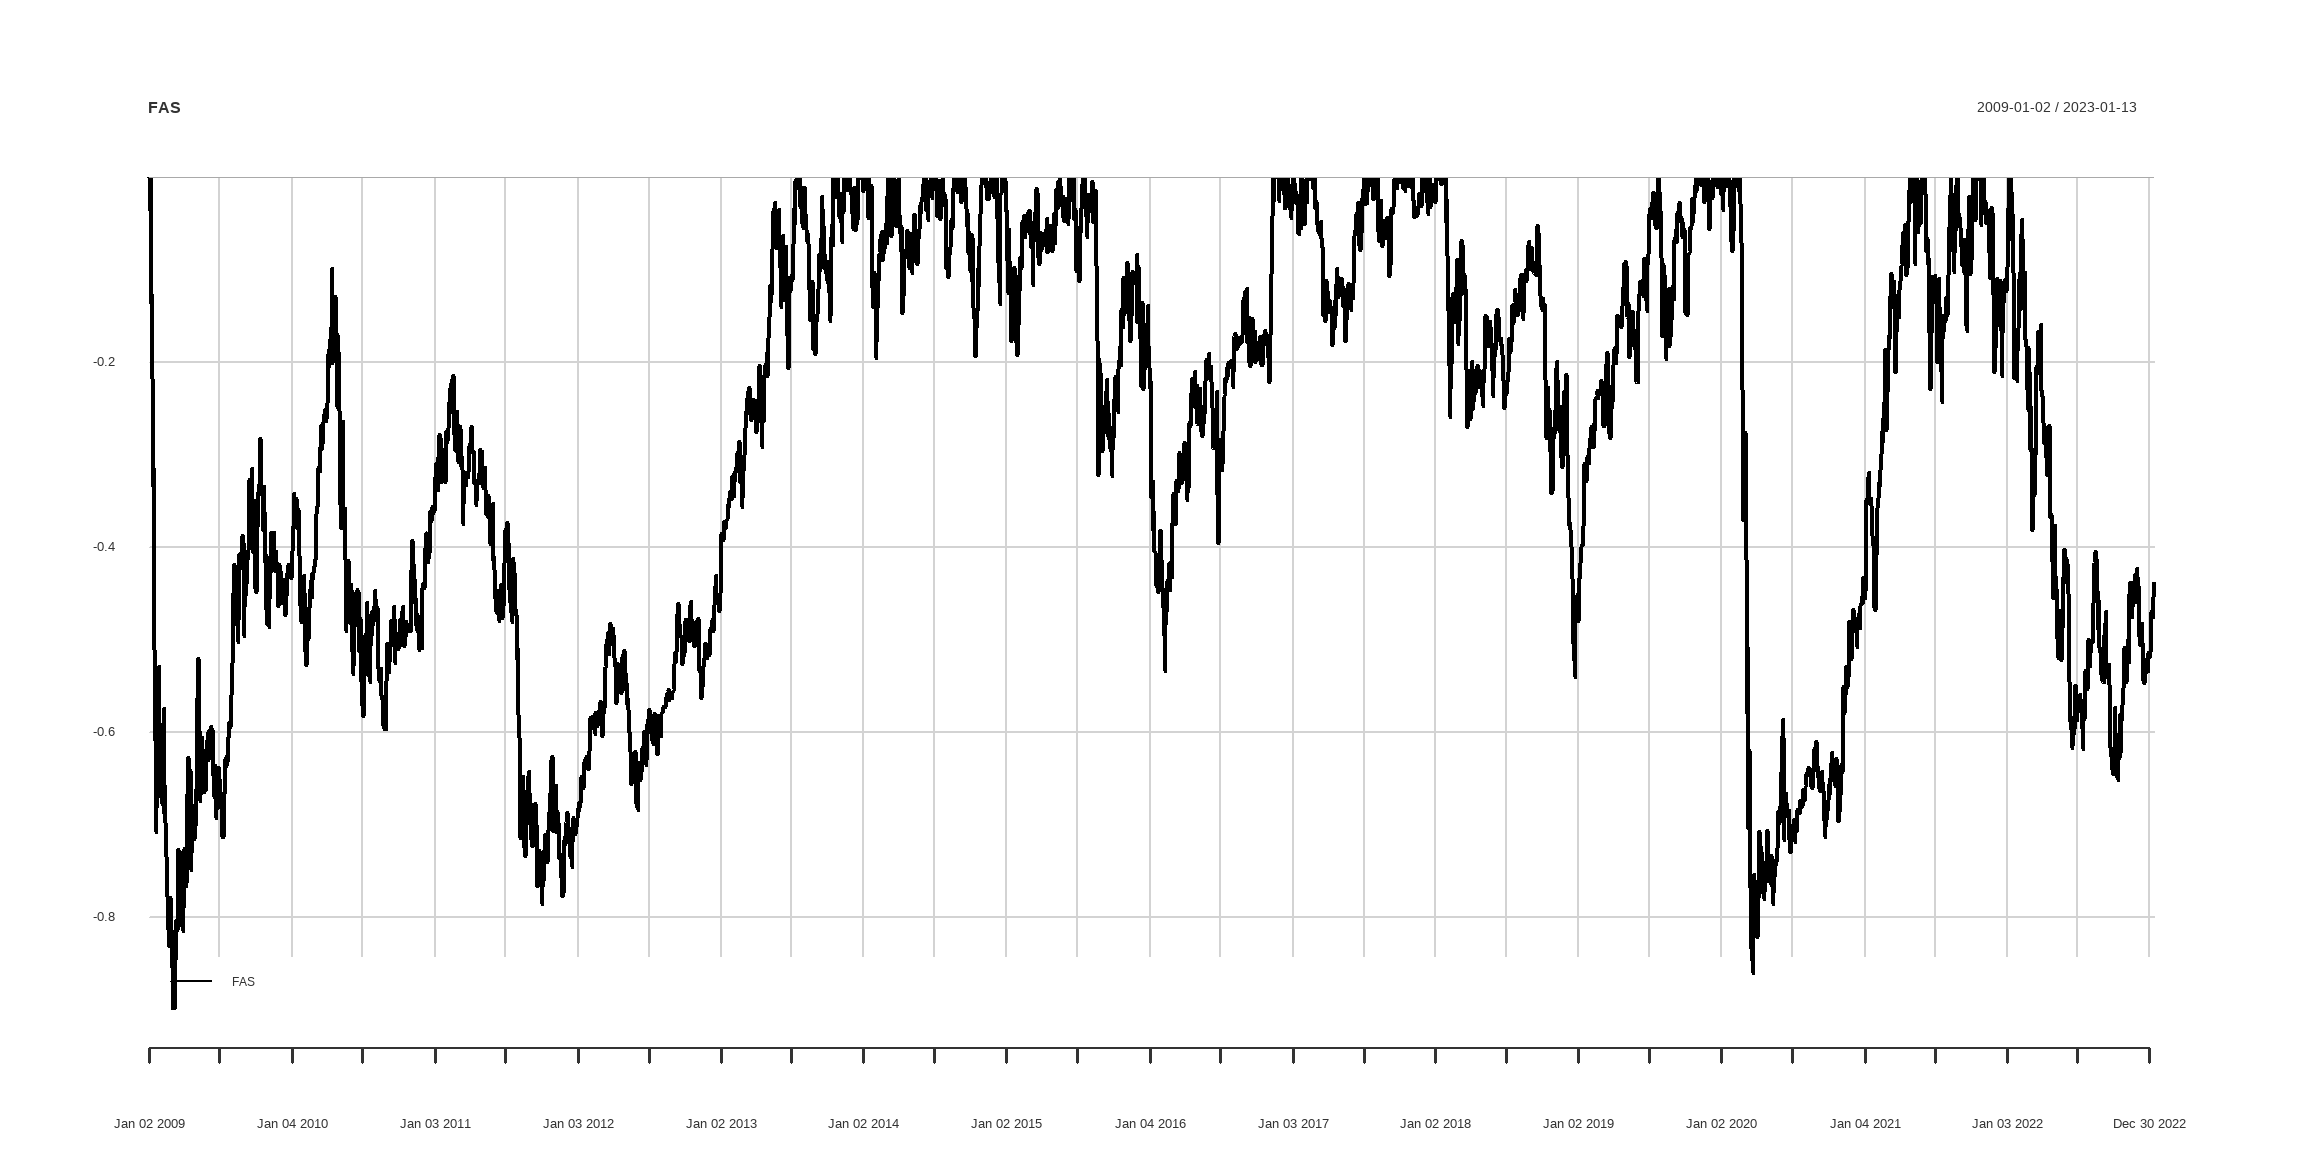 FAS
2009-01-02 / 2023-01-13
-0.2
-0.4
-0.6
-0.8
FAS
Jan 02 2009
Jan 04 2010
Jan 03 2011
Jan 03 2012
Jan 02 2013
Jan 02 2014
Jan 02 2015
Jan 04 2016
Jan 03 2017
Jan 02 2018
Jan 02 2019
Jan 02 2020
Jan 04 2021
Jan 03 2022
Dec 30 2022